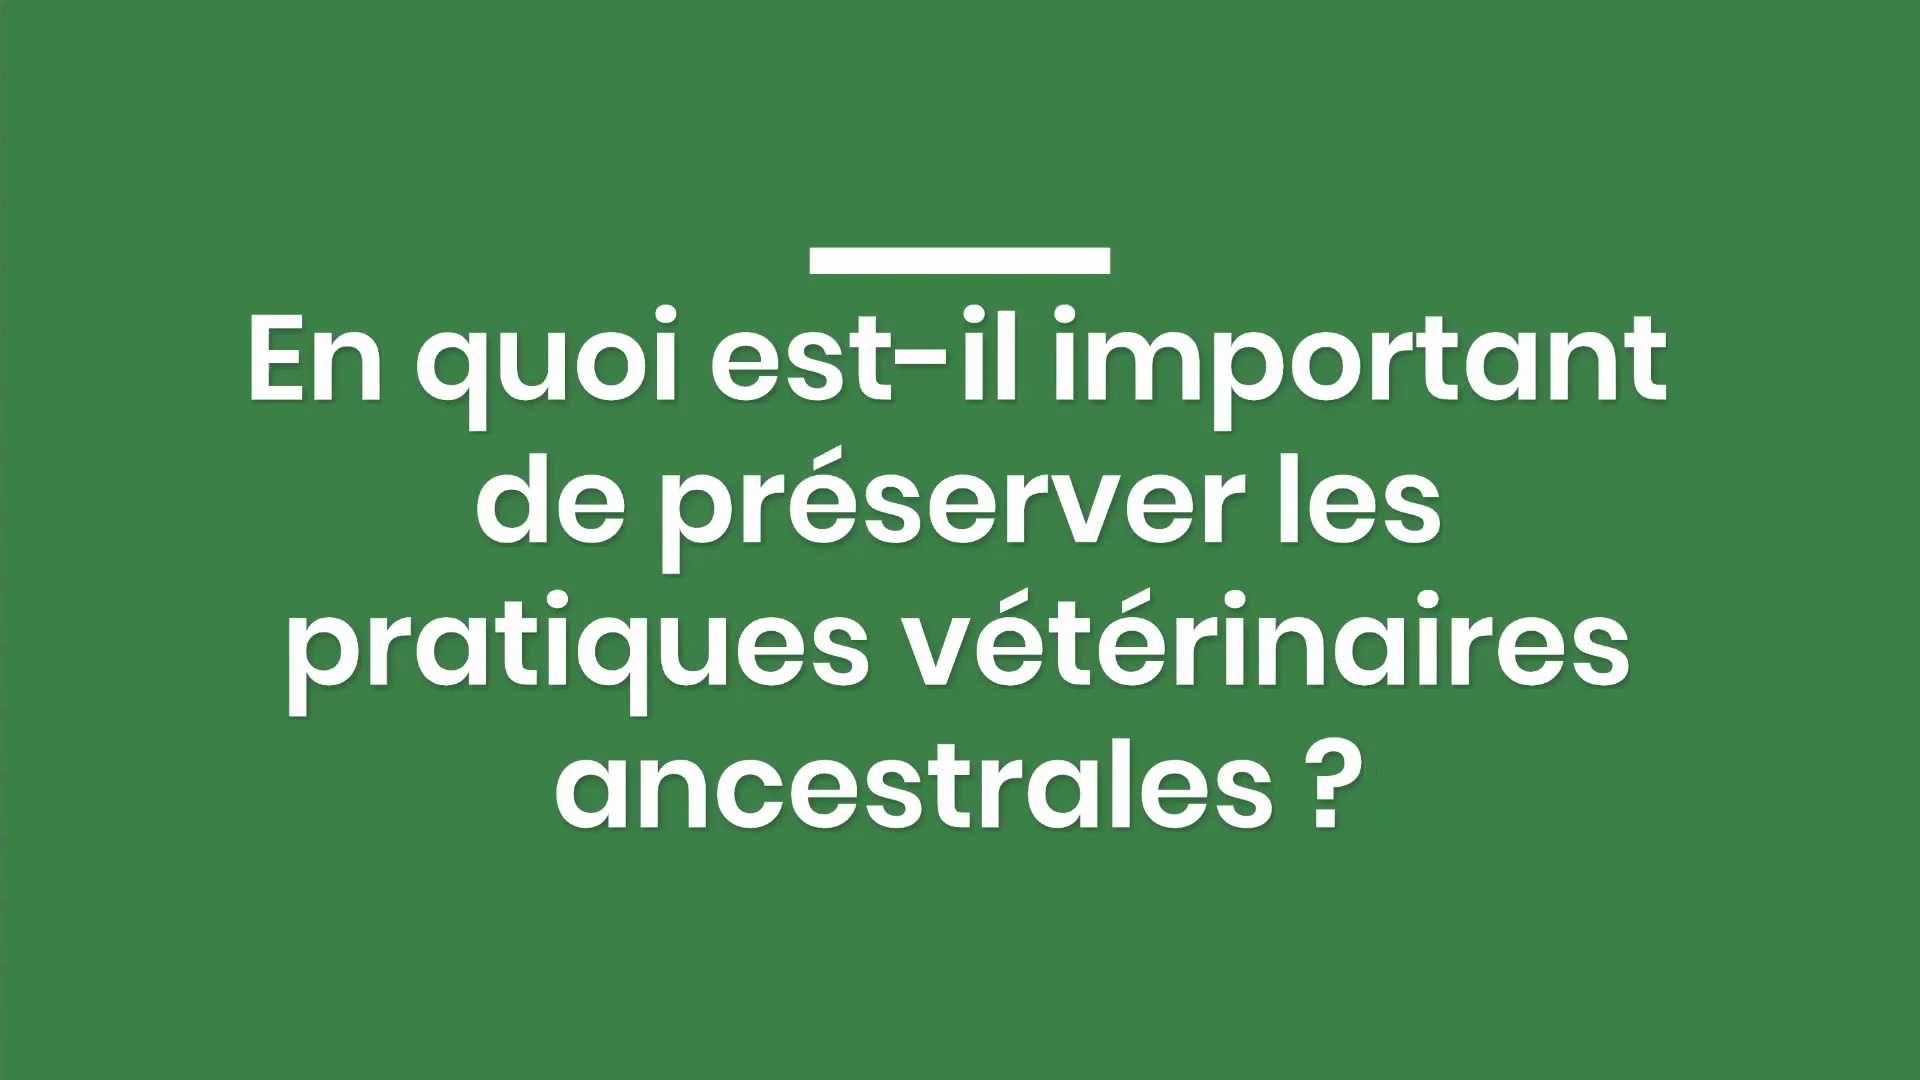 En quoi est-il important
de préserver les
pratiques vétérinaires
ancestrales ?